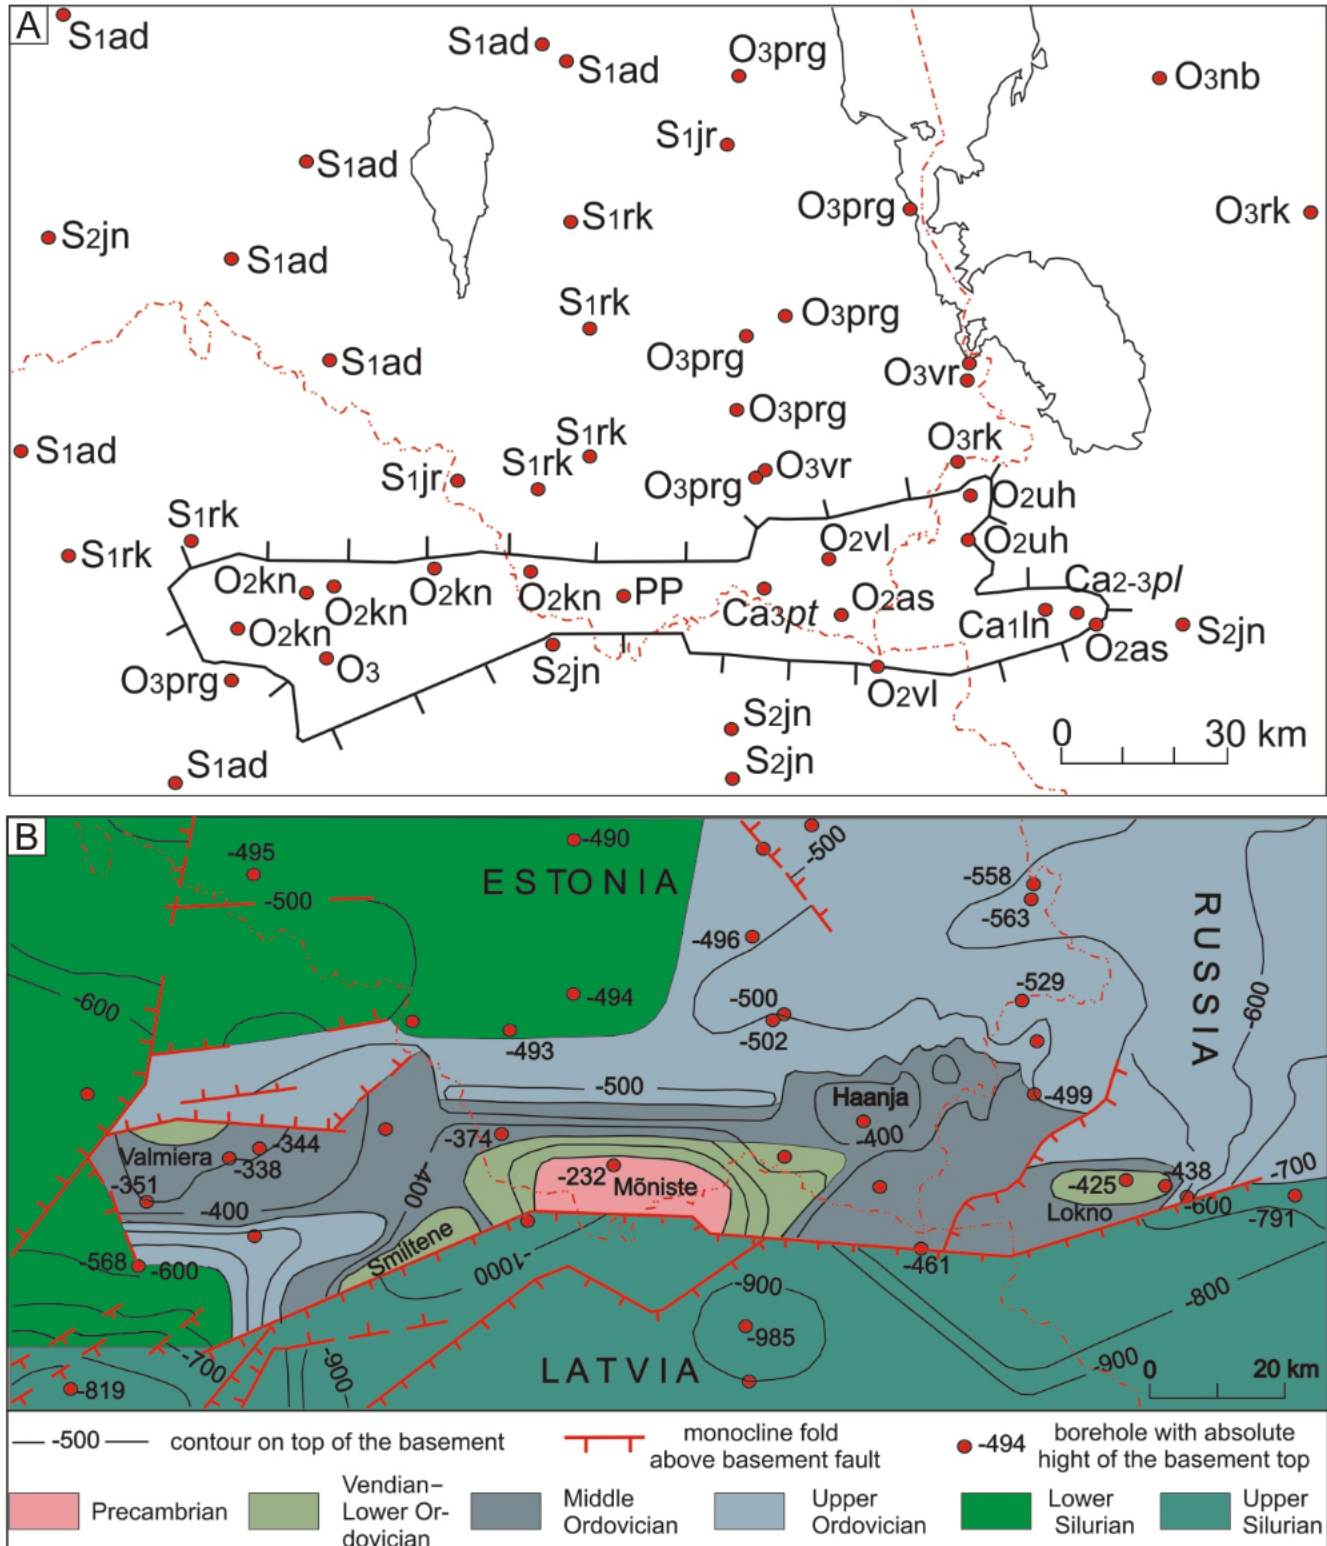 A
S1ad
S1ad
S1ad
O3prg
O3nb
S1jr
S1ad
S1rk
O3prg
O3rk
S2jn
S1ad
S1rk
O3prg
O3prg
S1ad
O3vr
O3prg
S1ad
S1rk
O3rk
S1jr
S1rk
O3vr
O3prg
O2uh
S1rk
O2uh
S1rk
O2vl
O2kn
O2kn
O2kn
O2kn
PP
Ca3pt
O2as
Ca2-3pl
Ca1ln
O2as
S2jn
O2kn
O3
O3prg
S2jn
O2vl
S2jn
S2jn
S1ad
0 30 km
B
-495
-490
-500
ESTONIA
-500
-558
-563
RUSSIA
-496
-600
-494
-500
-502
-493
-529
-600
-500
Haanja
-499
-400
-374
-344
Valmiera
-338
-351
-400
-400
-232
Mõniste
-425
-438
-700
Lokno
-600
-791
Smiltene
-568
-600
-1000
-461
-900
-800
-985
-700
-900
LATVIA
-900
-819
0 20 km
-500
contour on top of the basement
monocline fold
above basement fault
-494
borehole with absolute
hight of the basement top
Precambrian
Vendian–
Lower Or-
dovician
Middle
Ordovician
Upper
Ordovician
Lower
Silurian
Upper
Silurian